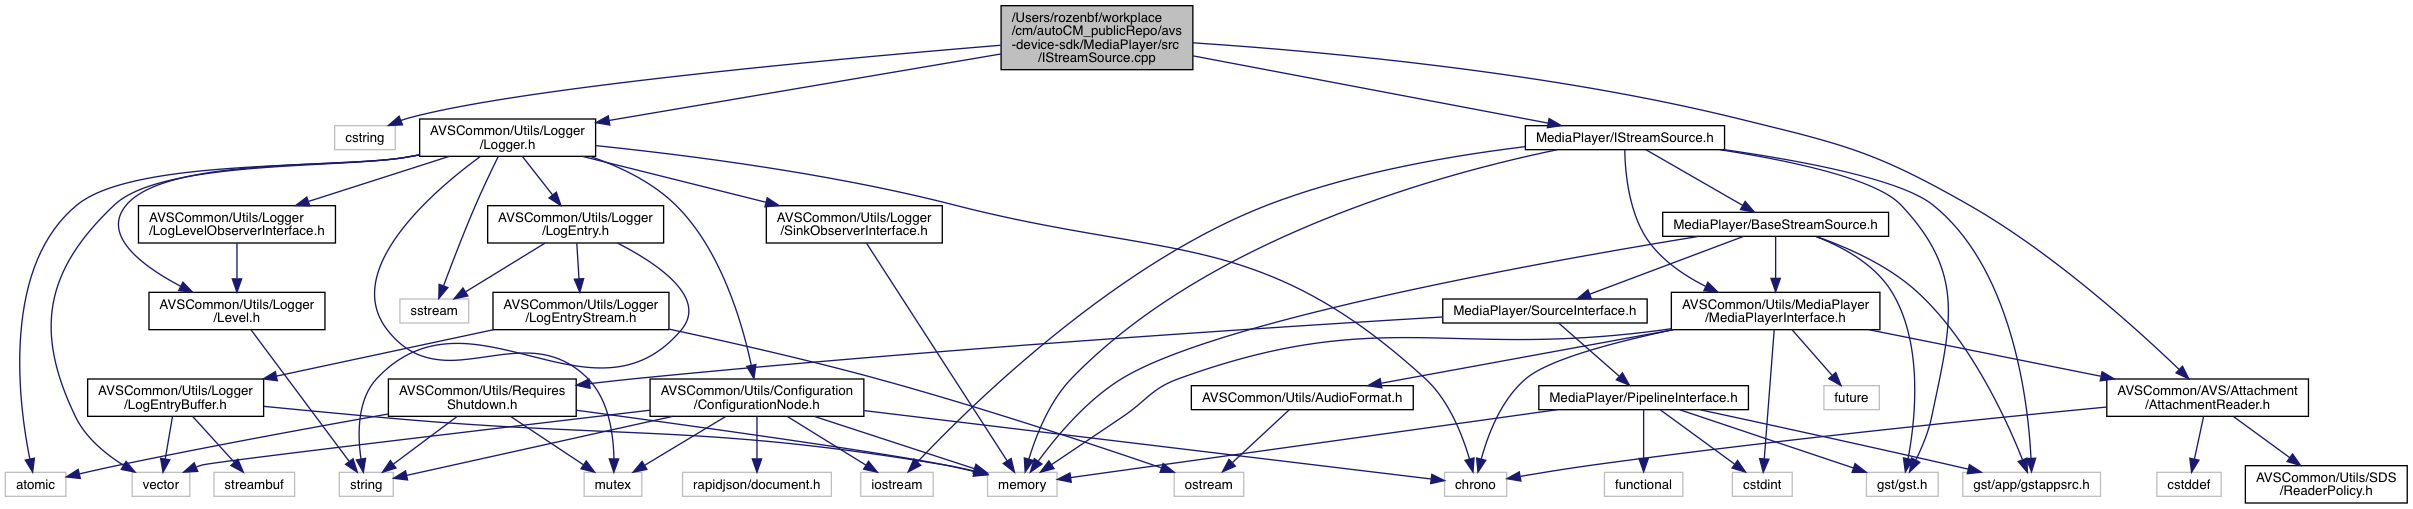 /Users/rozenbf/workplace
/cm/autoCM_publicRepo/avs
-device-sdk/MediaPlayer/src
/IStreamSource.cpp
cstring
AVSCommon/Utils/Logger
/Logger.h
MediaPlayer/IStreamSource.h
AVSCommon/Utils/Logger
/LogLevelObserverInterface.h
AVSCommon/Utils/Logger
/LogEntry.h
AVSCommon/Utils/Logger
/SinkObserverInterface.h
MediaPlayer/BaseStreamSource.h
AVSCommon/Utils/Logger
/Level.h
sstream
AVSCommon/Utils/Logger
/LogEntryStream.h
MediaPlayer/SourceInterface.h
AVSCommon/Utils/MediaPlayer
/MediaPlayerInterface.h
AVSCommon/Utils/Logger
/LogEntryBuffer.h
AVSCommon/Utils/Requires
Shutdown.h
AVSCommon/Utils/Configuration
/ConfigurationNode.h
AVSCommon/Utils/AudioFormat.h
MediaPlayer/PipelineInterface.h
future
AVSCommon/AVS/Attachment
/AttachmentReader.h
atomic
vector
streambuf
string
mutex
rapidjson/document.h
iostream
memory
ostream
chrono
functional
cstdint
gst/gst.h
gst/app/gstappsrc.h
cstddef
AVSCommon/Utils/SDS
/ReaderPolicy.h